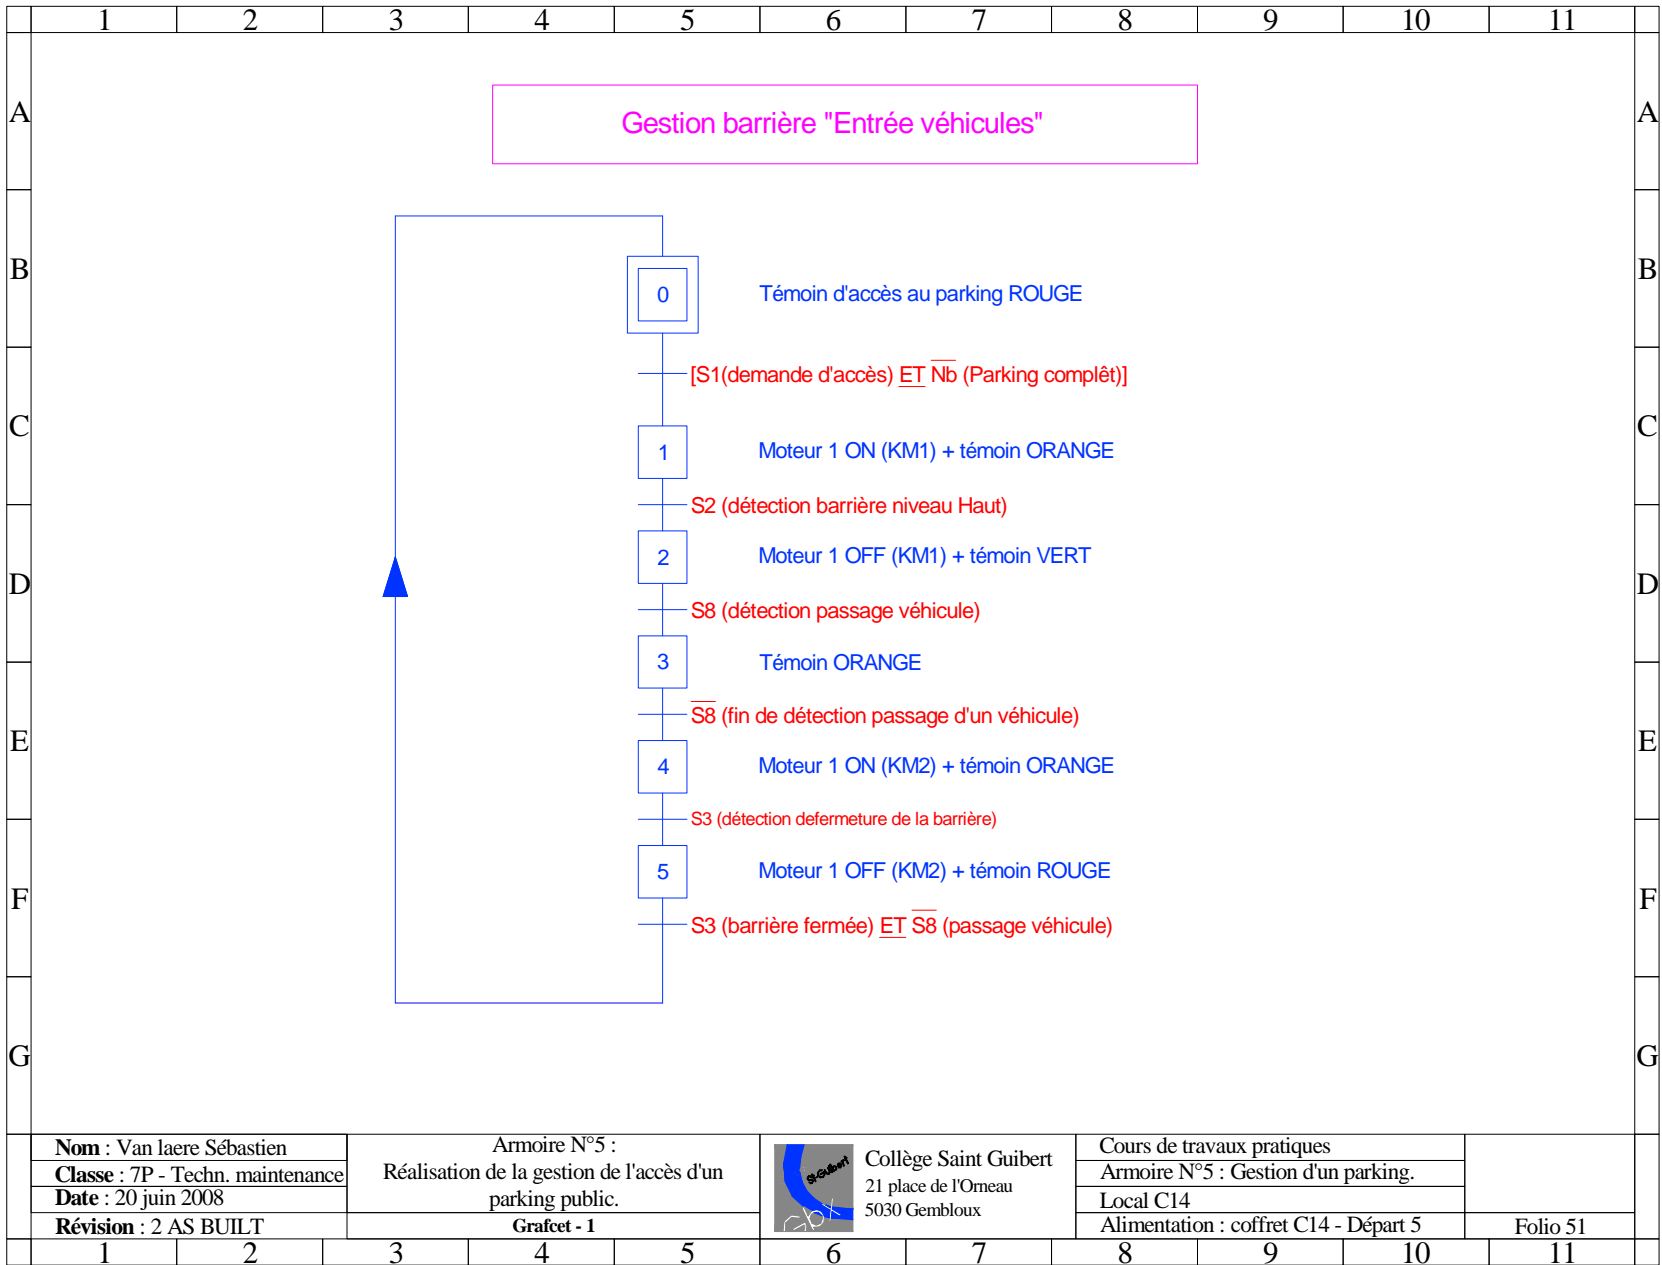 1 2 3 4 5 6 7 8 9 10 11
A A
Gestion barrière "Entrée véhicules"
B B
0 Témoin d'accès au parking ROUGE
[S1(demande d'accès) ET N̅b̅ (Parking complêt)]
C C
1 Moteur 1 ON (KM1) + témoin ORANGE
S2 (détection barrière niveau Haut)
2 Moteur 1 OFF (KM1) + témoin VERT
D D
S8 (détection passage véhicule)
3 Témoin ORANGE
S̅8̅ (fin de détection passage d'un véhicule)
E E
4 Moteur 1 ON (KM2) + témoin ORANGE
S3 (détection defermeture de la barrière)
5 Moteur 1 OFF (KM2) + témoin ROUGE
F F
S3 (barrière fermée) ET S̅8̅ (passage véhicule)
G G
Nom : Van laere Sébastien
Classe : 7P - Techn. maintenance
Date : 20 juin 2008
Révision : 2 AS BUILT
Armoire N°5 :
Réalisation de la gestion de l'accès d'un
parking public.
Grafcet - 1
St-Guibert
Gbx
Collège Saint Guibert
21 place de l'Orneau
5030 Gembloux
Cours de travaux pratiques
Armoire N°5 : Gestion d'un parking.
Local C14
Alimentation : coffret C14 - Départ 5
Folio 51
1 2 3 4 5 6 7 8 9 10 11